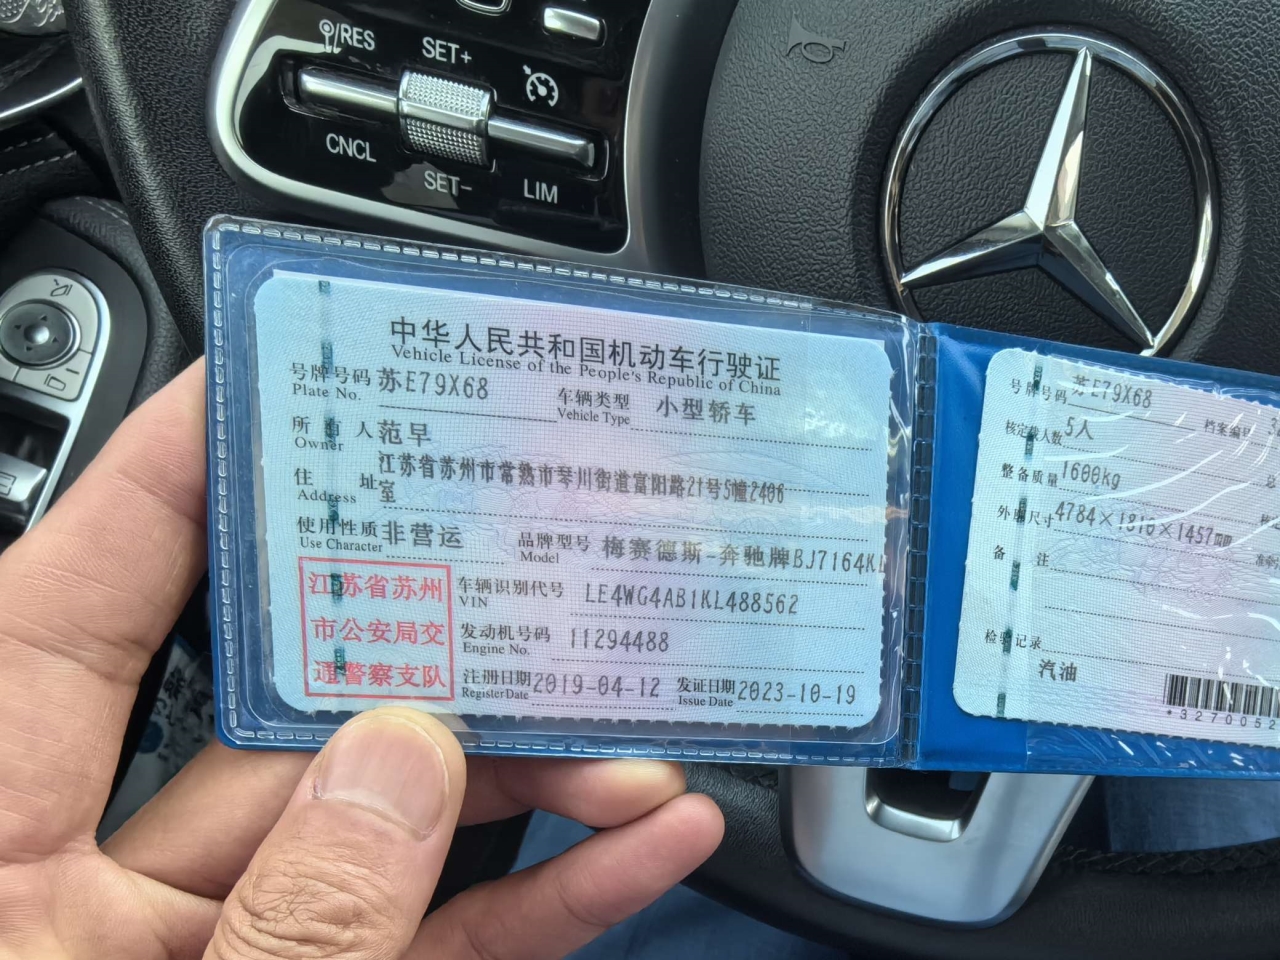 RES
SET+
CNCL
SET-
LIM
中华人民共和国机动车行驶证
Vehicle License of the People's Republic of China
号牌号码 苏E79X68 车辆类型 小型轿车
Plate No. Vehicle Type
所有人 范早
Owner
住址 江苏省苏州市常熟市琴川街道富阳路21号5幢2406
Address 室
使用性质 非营运 品牌型号 梅赛德斯-奔驰牌BJ7164K
Use Character Model
江苏省苏州
市公安局交
通警察支队
车辆识别代号 LE4WG4AB1KL488562
VIN
发动机号码 11294488
Engine No.
注册日期 2019-04-12 发证日期 2023-10-19
Register Date Issue Date
号牌号码 苏E79X68 档案编号
核定载人数 5人
整备质量 1600kg 总
外廓尺寸 4784×1810×1457mm
备注
检验记录
汽油
*3270052